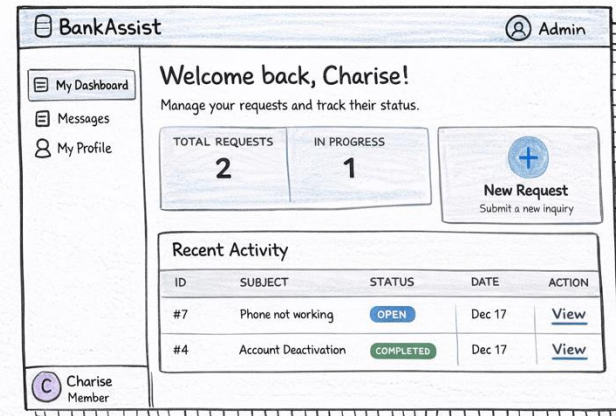 BankAssist
Admin
My Dashboard
Messages
My Profile
Welcome back, Charise!
Manage your requests and track their status.
TOTAL REQUESTS
2
IN PROGRESS
1
New Request
Submit a new inquiry
Recent Activity
ID SUBJECT STATUS DATE ACTION
#7 Phone not working OPEN Dec 17 View
#4 Account Deactivation COMPLETED Dec 17 View
C
Charise
Member